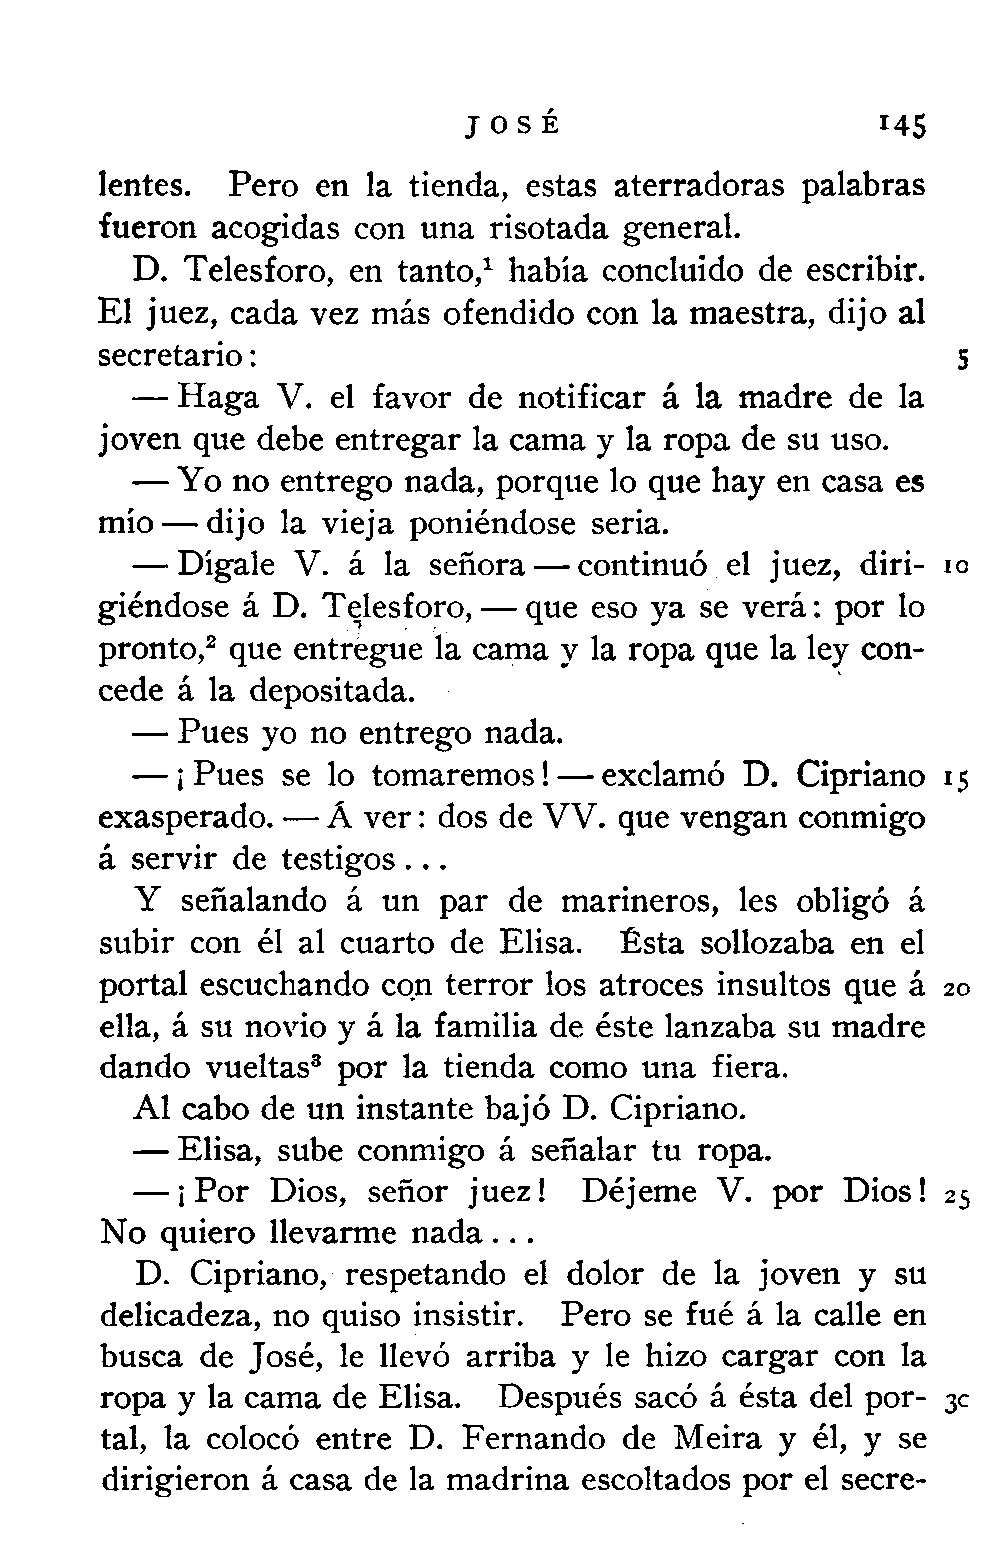 JOSÉ 145
lentes. Pero en la tienda, estas aterradoras palabras
fueron acogidas con una risotada general.
D. Telesforo, en tanto,¹ había concluido de escribir.
El juez, cada vez más ofendido con la maestra, dijo al
secretario: 5
— Haga V. el favor de notificar á la madre de la
joven que debe entregar la cama y la ropa de su uso.
— Yo no entrego nada, porque lo que hay en casa es
mío — dijo la vieja poniéndose seria.
— Dígale V. á la señora — continuó el juez, diri- 10
giéndose á D. Telesforo, — que eso ya se verá: por lo
pronto,² que entregue la cama y la ropa que la ley con-
cede á la depositada.
— Pues yo no entrego nada.
— ¡Pues se lo tomaremos! — exclamó D. Cipriano 15
exasperado. — Á ver: dos de VV. que vengan conmigo
á servir de testigos...
Y señalando á un par de marineros, les obligó á
subir con él al cuarto de Elisa. Ésta sollozaba en el
portal escuchando con terror los atroces insultos que á 20
ella, á su novio y á la familia de éste lanzaba su madre
dando vueltas³ por la tienda como una fiera.
Al cabo de un instante bajó D. Cipriano.
— Elisa, sube conmigo á señalar tu ropa.
— ¡Por Dios, señor juez! Déjeme V. por Dios! 25
No quiero llevarme nada...
D. Cipriano, respetando el dolor de la joven y su
delicadeza, no quiso insistir. Pero se fué á la calle en
busca de José, le llevó arriba y le hizo cargar con la
ropa y la cama de Elisa. Después sacó á ésta del por- 30
tal, la colocó entre D. Fernando de Meira y él, y se
dirigieron á casa de la madrina escoltados por el secre-